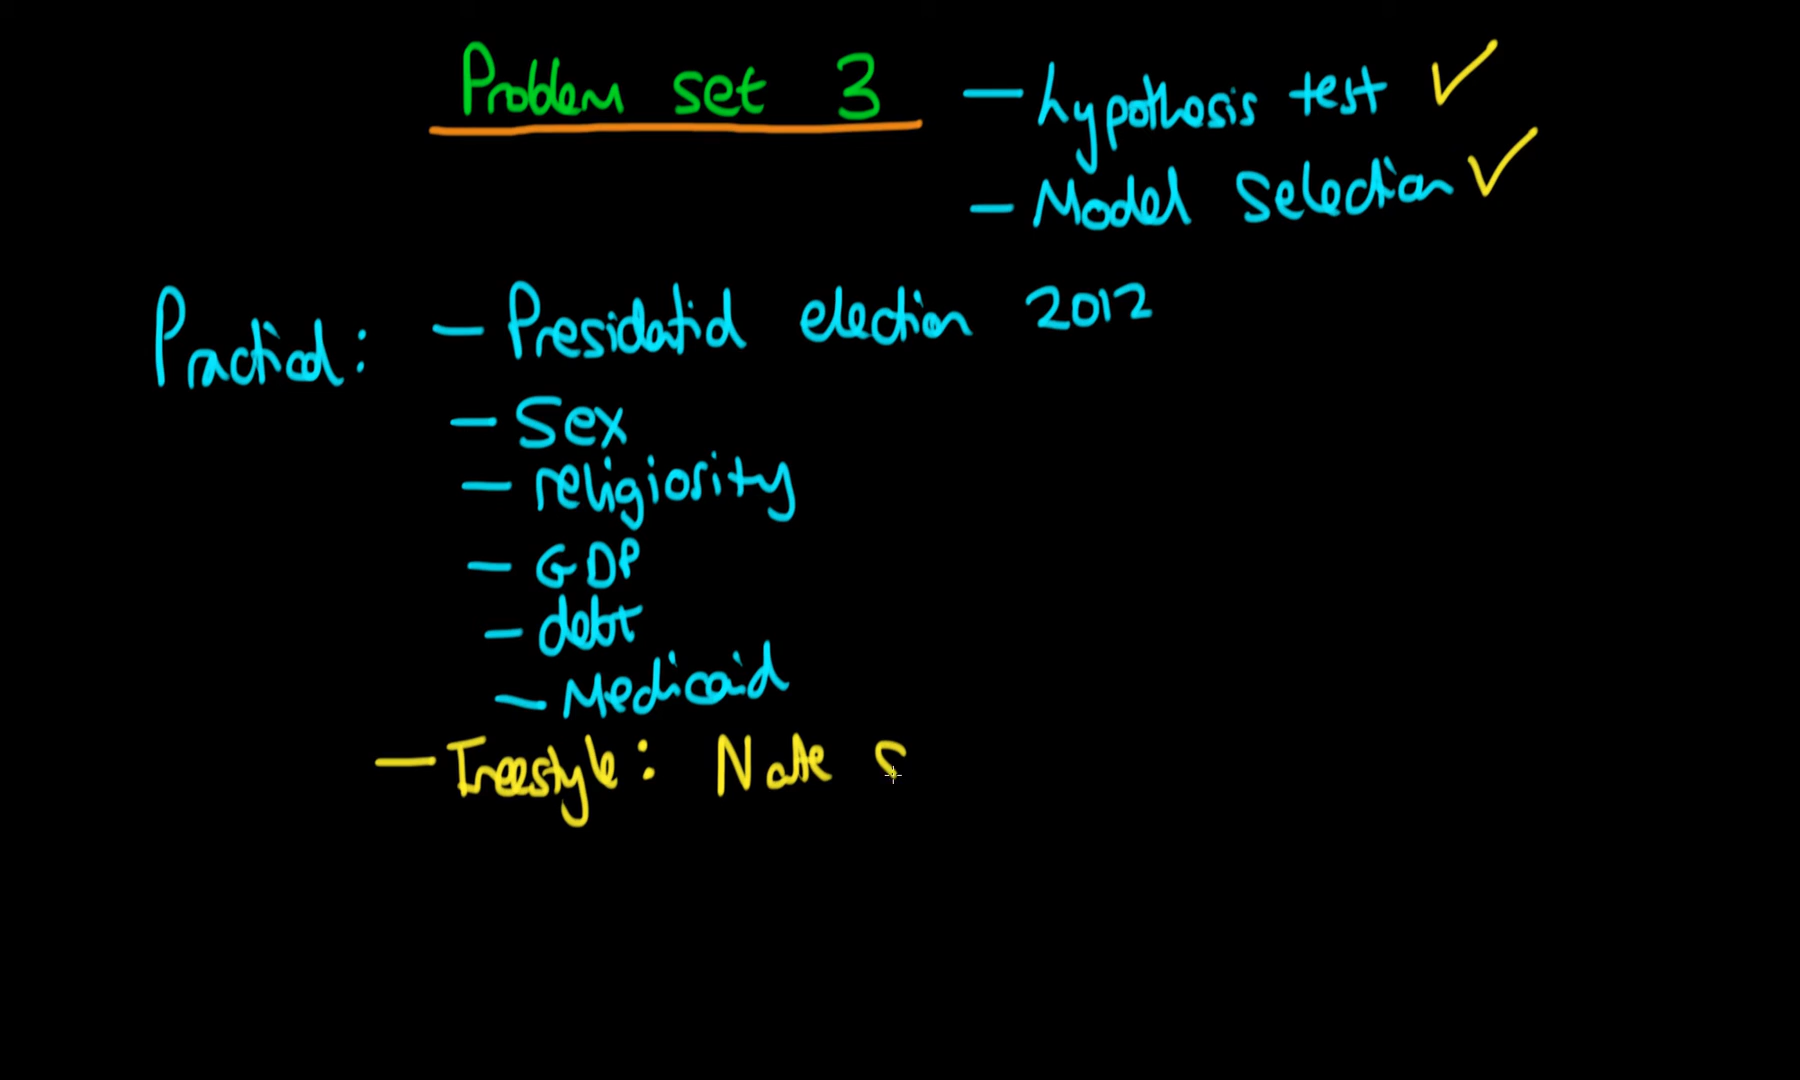 Problem set 3 - hypothesis test ✓
- Model Selection ✓
Practical: - Presidential election 2012
- Sex
- religiosity
- GDP
- debt
- Medicaid
- Freestyle: Nate S